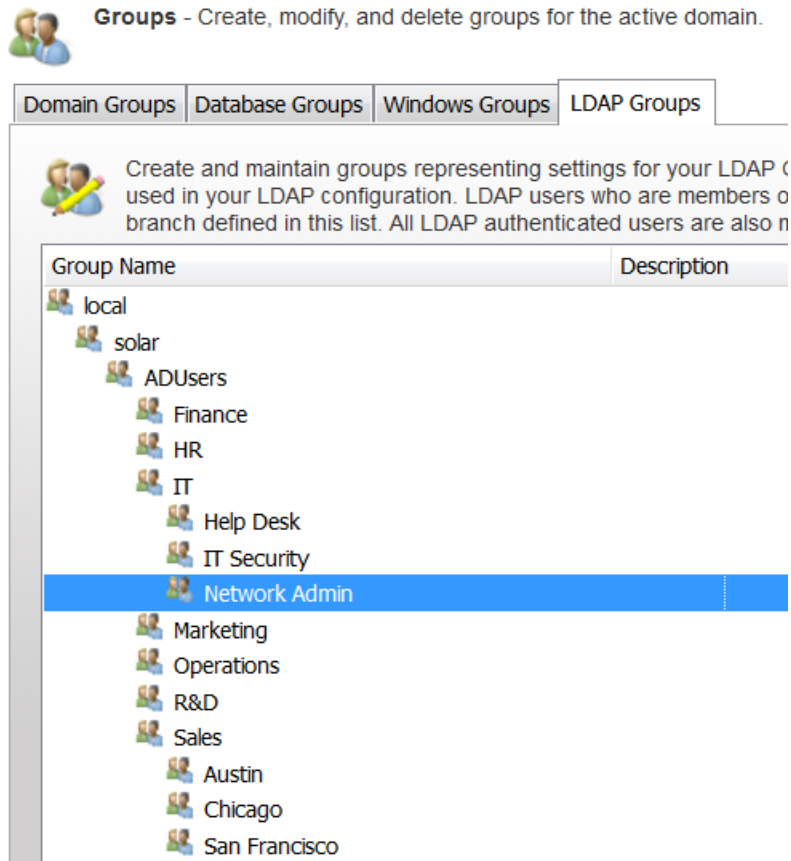 Groups - Create, modify, and delete groups for the active domain.
Domain Groups Database Groups Windows Groups LDAP Groups
Create and maintain groups representing settings for your LDAP
used in your LDAP configuration. LDAP users who are members
branch defined in this list. All LDAP authenticated users are also
Group Name Description
local
solar
ADUsers
Finance
HR
IT
Help Desk
IT Security
Network Admin
Marketing
Operations
R&D
Sales
Austin
Chicago
San Francisco